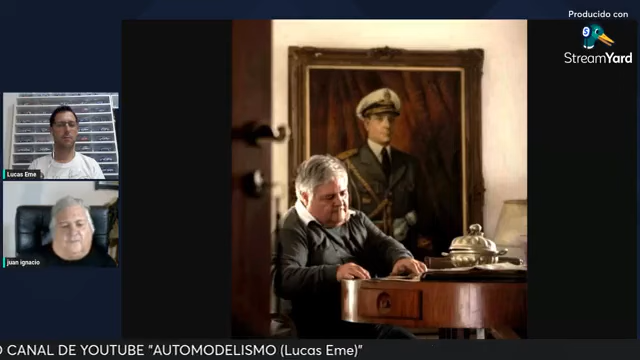 Producido con
StreamYard
Lucas Eme
juan ignacio
CANAL DE YOUTUBE "AUTOMODELISMO (Lucas Eme)"